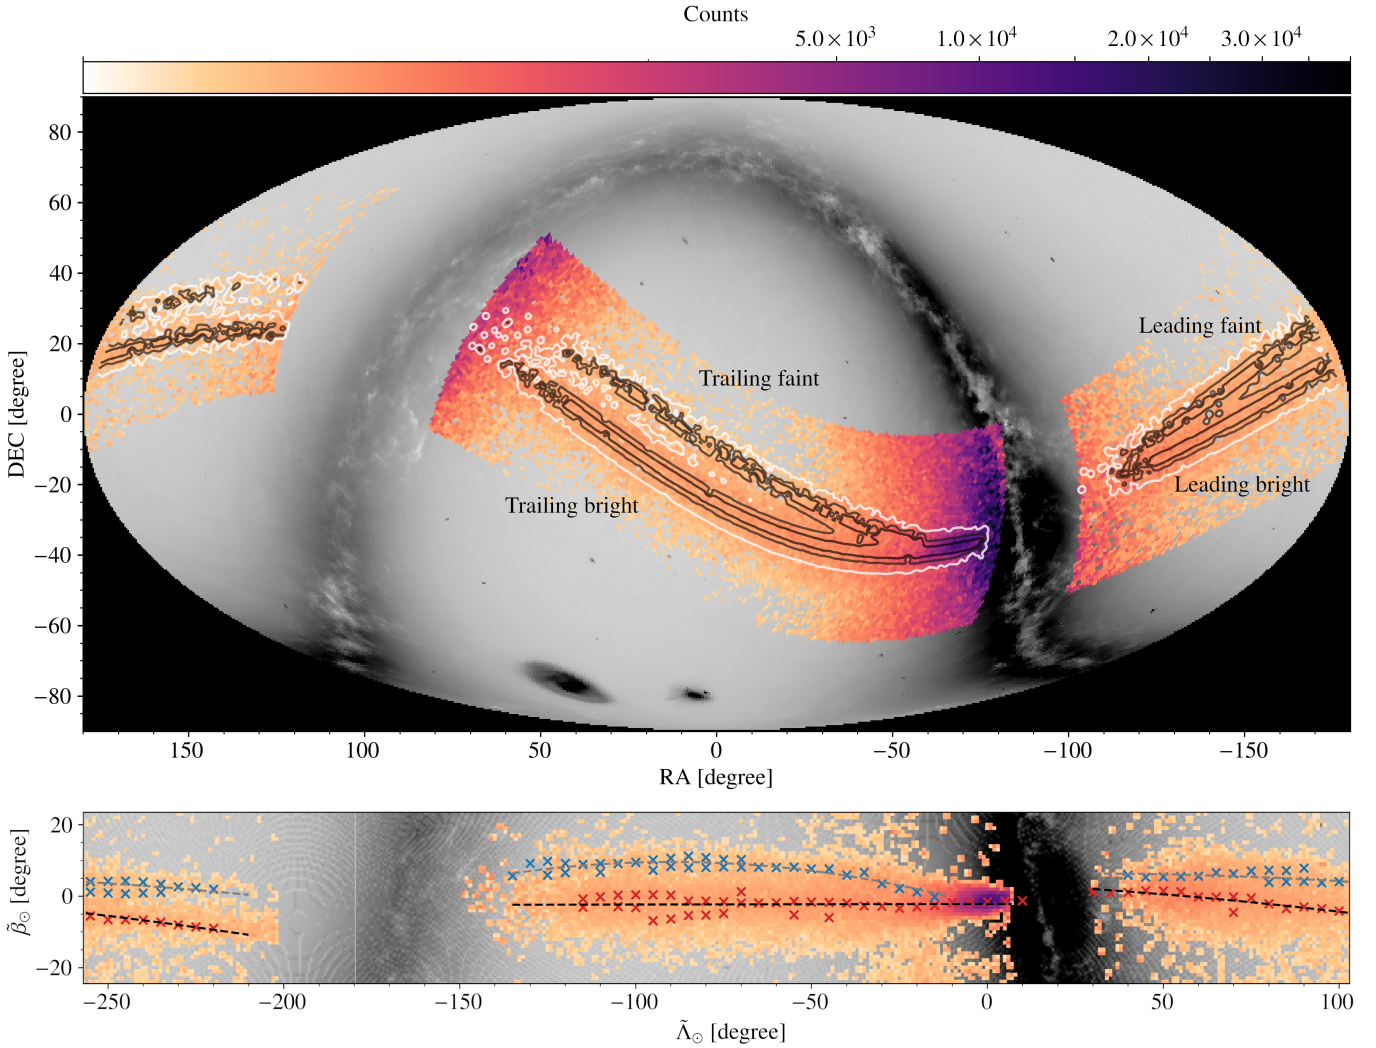 Counts
5.0×10³ 1.0×10⁴ 2.0×10⁴ 3.0×10⁴
80
60
40
20
0
−20
−40
−60
−80
DEC [degree]
Leading faint
Trailing faint
Leading bright
Trailing bright
150 100 50 0 −50 −100 −150
RA [degree]
20
0
−20
β̃⊙ [degree]
−250 −200 −150 −100 −50 0 50 100
Λ̃⊙ [degree]